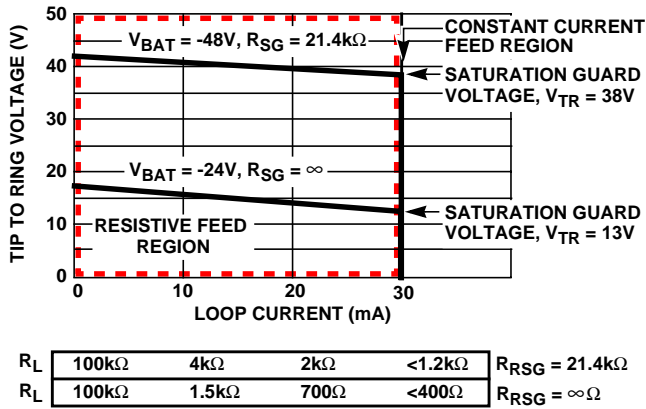 50
40
30
20
10
0
TIP TO RING VOLTAGE (V)
V_BAT = -48V, R_SG = 21.4kΩ
CONSTANT CURRENT
FEED REGION
SATURATION GUARD
VOLTAGE, V_TR = 38V
V_BAT = -24V, R_SG = ∞
SATURATION GUARD
VOLTAGE, V_TR = 13V
RESISTIVE FEED
REGION
0 10 20 30
LOOP CURRENT (mA)
R_L 100kΩ 4kΩ 2kΩ <1.2kΩ R_RSG = 21.4kΩ
R_L 100kΩ 1.5kΩ 700Ω <400Ω R_RSG = ∞Ω